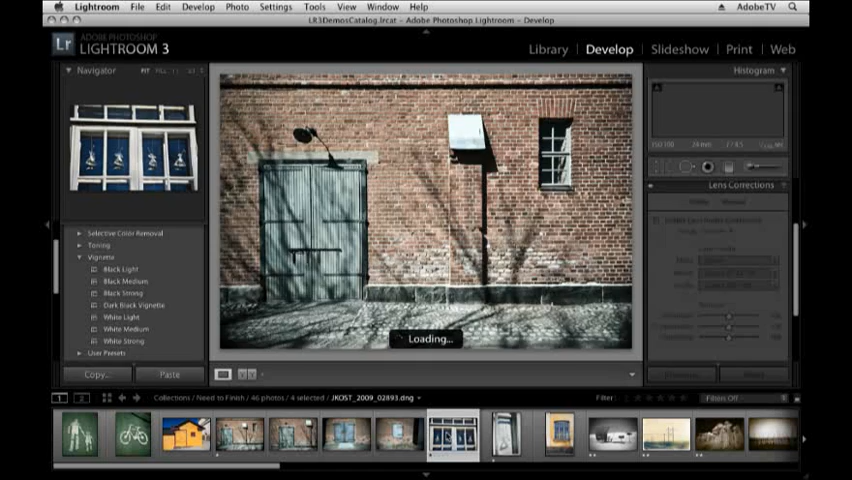 Lightroom File Edit Develop Photo Settings Tools View Window Help AdobeTV
LR3DemosCatalog.lrcat - Adobe Photoshop Lightroom - Develop
Lr ADOBE PHOTOSHOP
LIGHTROOM 3
Library Develop Slideshow Print Web
Navigator FIT FILL
Histogram
Lens Corrections
Selective Color Removal
Toning
Vignette
Black Light
Black Medium
Black Strong
Dark Black Vignette
White Light
White Medium
White Strong
User Presets
Loading...
Copy... Paste
1 2 Collections / Need to Finish / 46 photos / 4 selected / JKOST_2009_02893.dng Filter: Filters Off